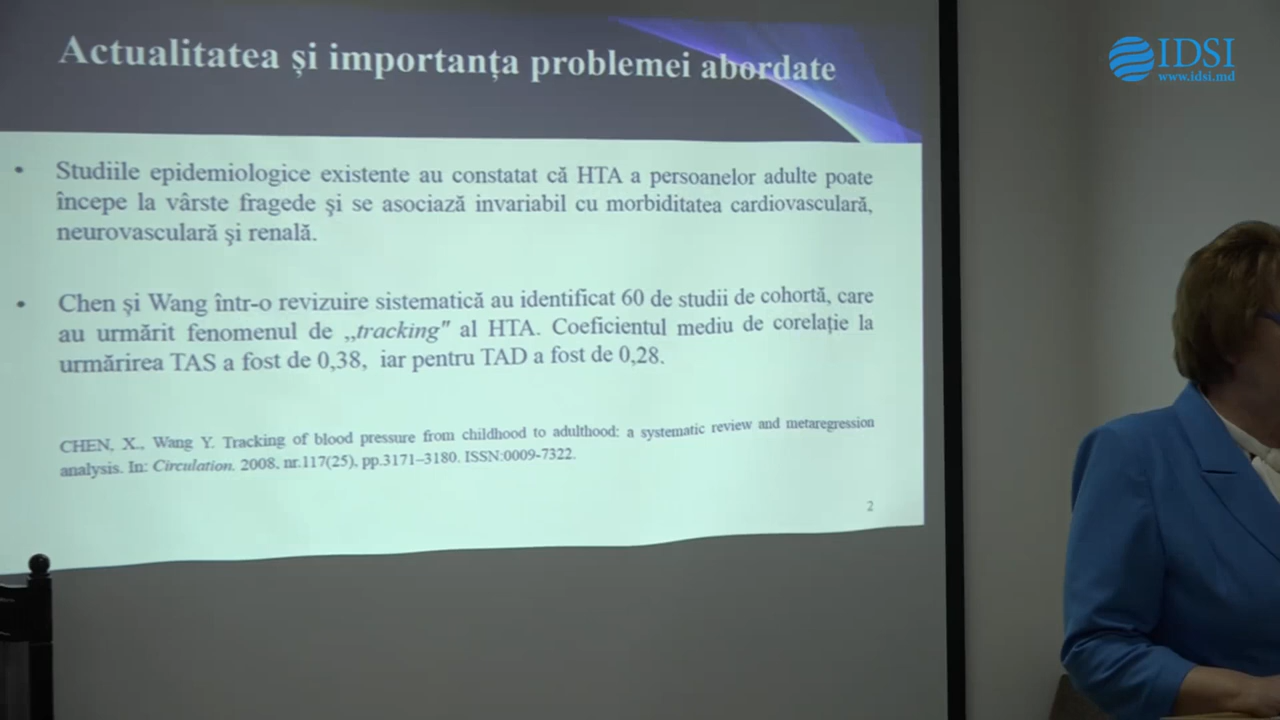 Actualitatea și importanța problemei abordate
IDSI
www.idsi.md
• Studiile epidemiologice existente au constatat că HTA a persoanelor adulte poate
începe la vârste fragede şi se asociază invariabil cu morbiditatea cardiovasculară,
neurovasculară şi renală.
• Chen şi Wang într-o revizuire sistematică au identificat 60 de studii de cohortă, care
au urmărit fenomenul de ,,tracking" al HTA. Coeficientul mediu de corelaţie la
urmărirea TAS a fost de 0,38, iar pentru TAD a fost de 0,28.
CHEN, X., Wang Y. Tracking of blood pressure from childhood to adulthood: a systematic review and metaregression
analysis. In: Circulation. 2008, nr.117(25), pp.3171–3180. ISSN:0009-7322.
2